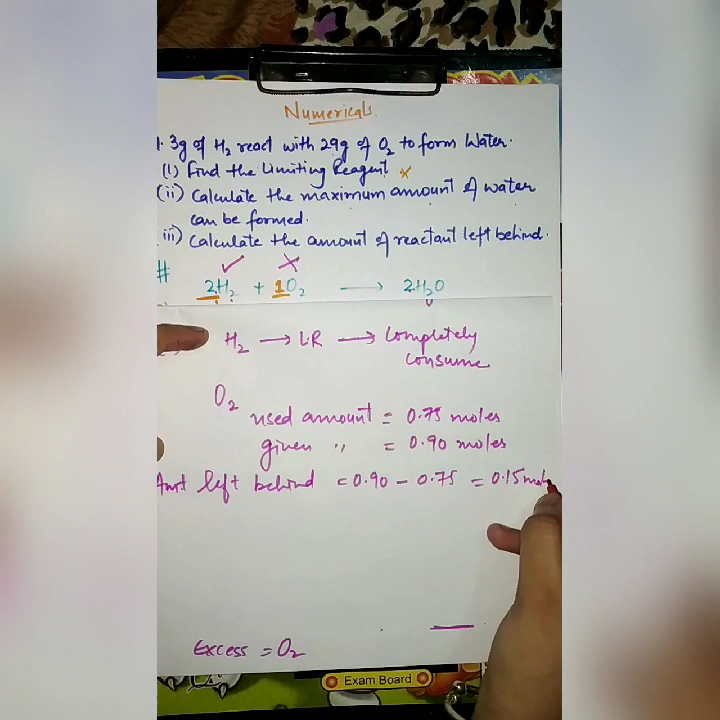 Numericals.
1. 3g of H₂ react with 29g of O₂ to form Water.
(i) Find the Limiting Reagent ×
(ii) Calculate the maximum amount of water
can be formed.
iii) Calculate the amount of reactant left behind.
# ✓ ×
2H₂ + 1O₂ → 2H₂O
H₂ → LR → Completely
consume
O₂
used amount = 0.75 moles
given 〃 = 0.90 moles
Amt left behind = 0.90 - 0.75 = 0.15 mole
Excess = O₂
Exam Board